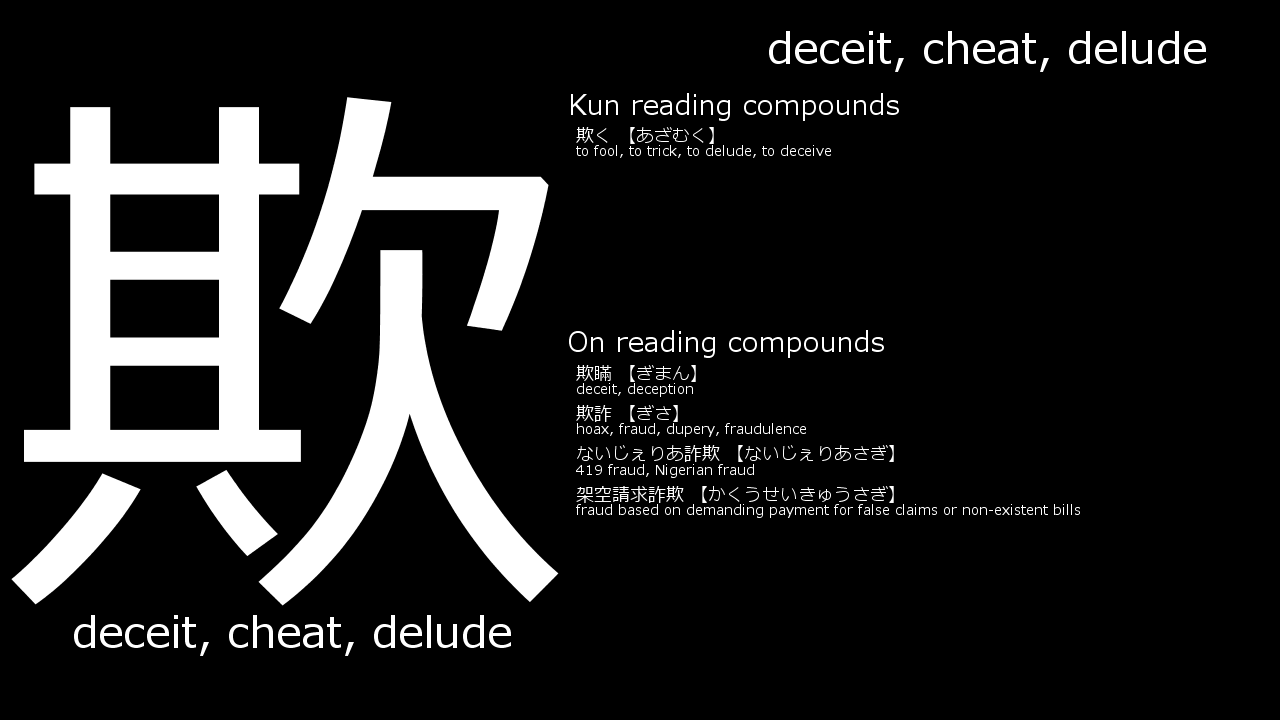 deceit, cheat, delude
欺
deceit, cheat, delude
Kun reading compounds
欺く 【あざむく】
to fool, to trick, to delude, to deceive
On reading compounds
欺瞞 【ぎまん】
deceit, deception
欺詐 【ぎさ】
hoax, fraud, dupery, fraudulence
ないじぇりあ詐欺 【ないじぇりあさぎ】
419 fraud, Nigerian fraud
架空請求詐欺 【かくうせいきゅうさぎ】
fraud based on demanding payment for false claims or non-existent bills